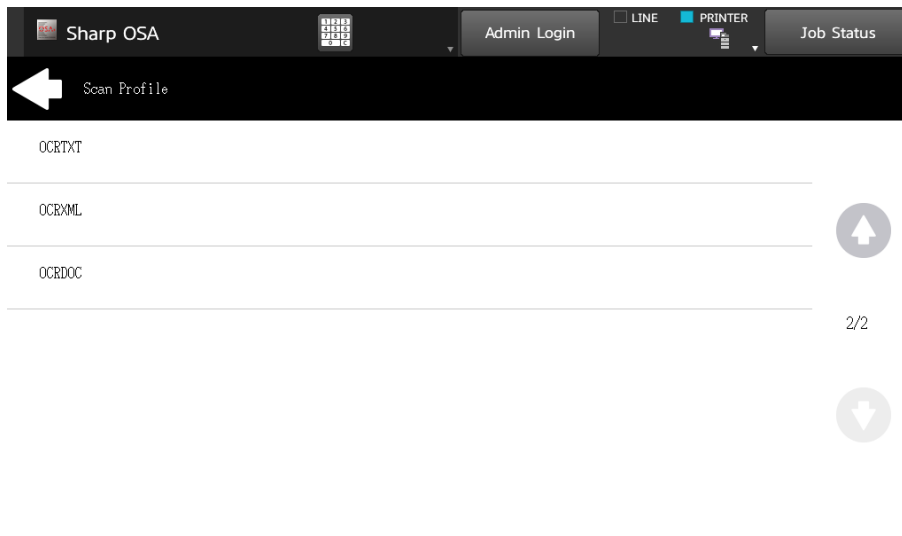 Sharp OSA
Admin Login
LINE
PRINTER
Job Status
Scan Profile
OCRTXT
OCRXML
OCRDOC
2/2